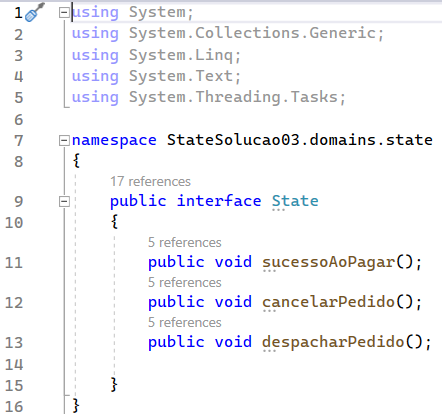 1 using System;
2 using System.Collections.Generic;
3 using System.Linq;
4 using System.Text;
5 using System.Threading.Tasks;
6
7 namespace StateSolucao03.domains.state
8 {
17 references
9 public interface State
10 {
5 references
11 public void sucessoAoPagar();
5 references
12 public void cancelarPedido();
5 references
13 public void despacharPedido();
14
15 }
16 }